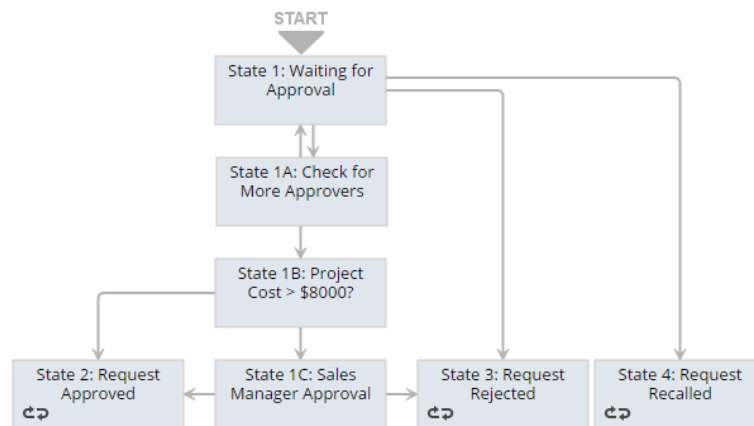 START
State 1: Waiting for
Approval
State 1A: Check for
More Approvers
State 1B: Project
Cost > $8000?
State 2: Request
Approved
State 1C: Sales
Manager Approval
State 3: Request
Rejected
State 4: Request
Recalled